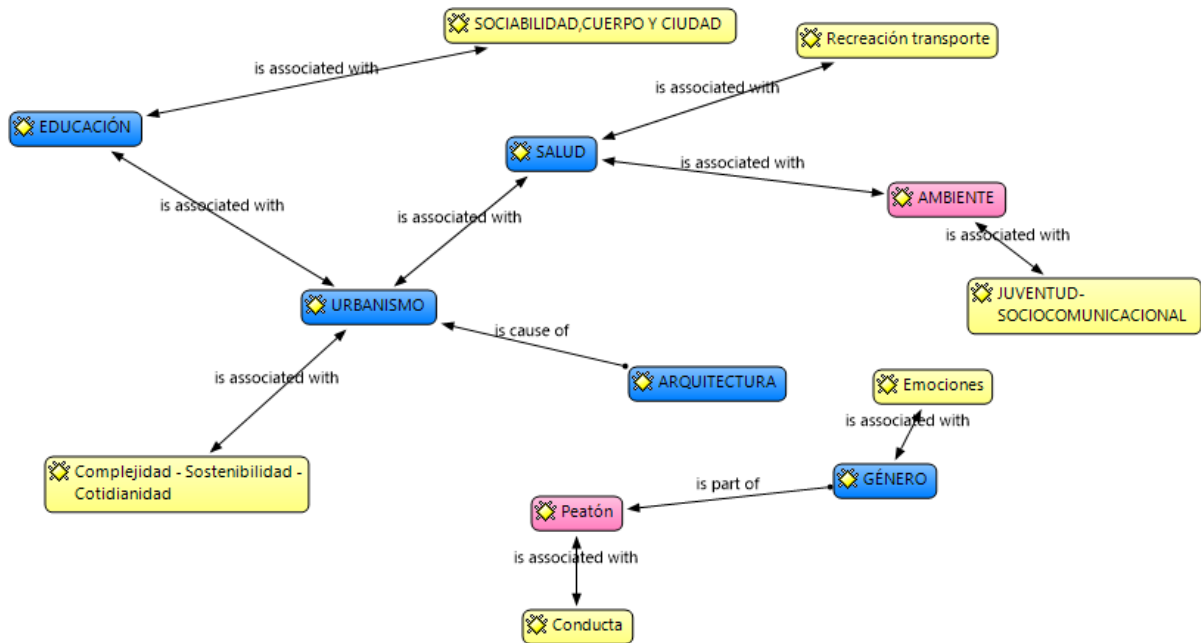 SOCIABILIDAD,CUERPO Y CIUDAD
Recreación transporte
is associated with
is associated with
EDUCACIÓN
SALUD
is associated with
AMBIENTE
is associated with
is associated with
is associated with
JUVENTUD-
SOCIOCOMUNICACIONAL
URBANISMO
is cause of
is associated with
ARQUITECTURA
Emociones
is associated with
Complejidad - Sostenibilidad -
Cotidianidad
GÉNERO
is part of
Peatón
is associated with
Conducta